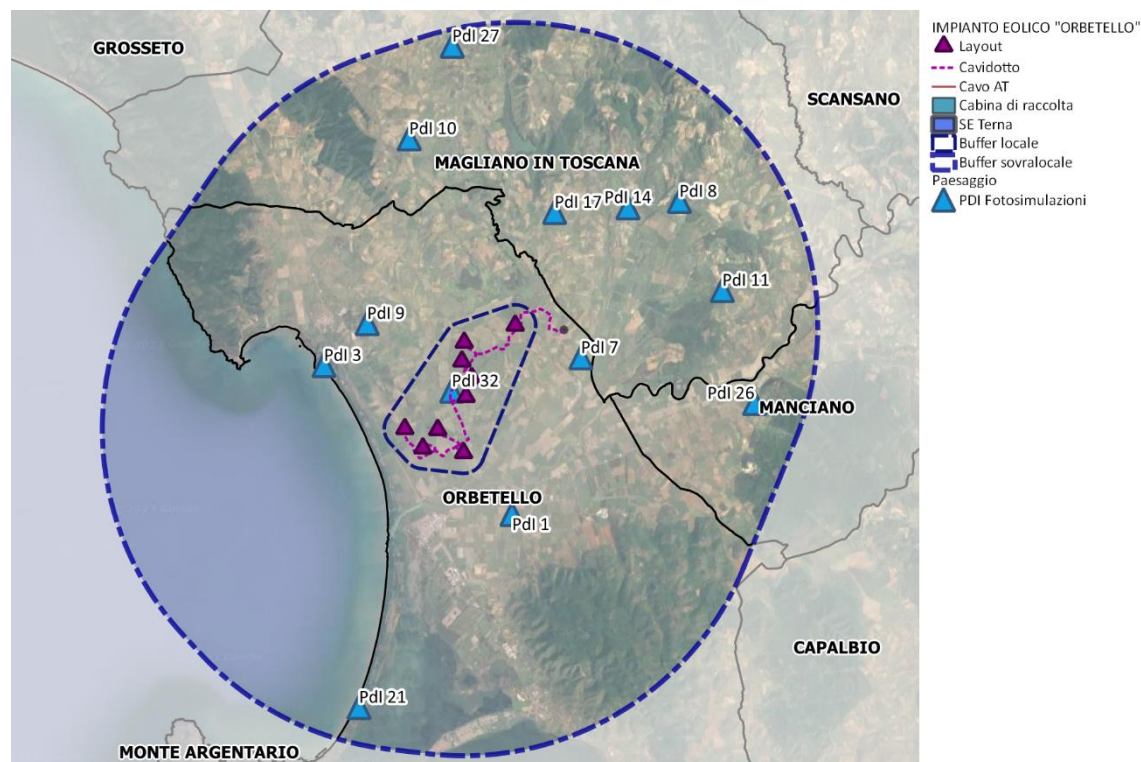 PdI 27
GROSSETO
SCANSANO
PdI 10
MAGLIANO IN TOSCANA
PdI 17
PdI 14
PdI 8
PdI 11
PdI 9
PdI 3
PdI 7
PdI 32
PdI 26
MANCIANO
ORBETELLO
PdI 1
CAPALBIO
PdI 21
MONTE ARGENTARIO
IMPIANTO EOLICO "ORBETELLO"
Layout
Cavidotto
Cavo AT
Cabina di raccolta
SE Terna
Buffer locale
Buffer sovralocale
Paesaggio
PDI Fotosimulazioni